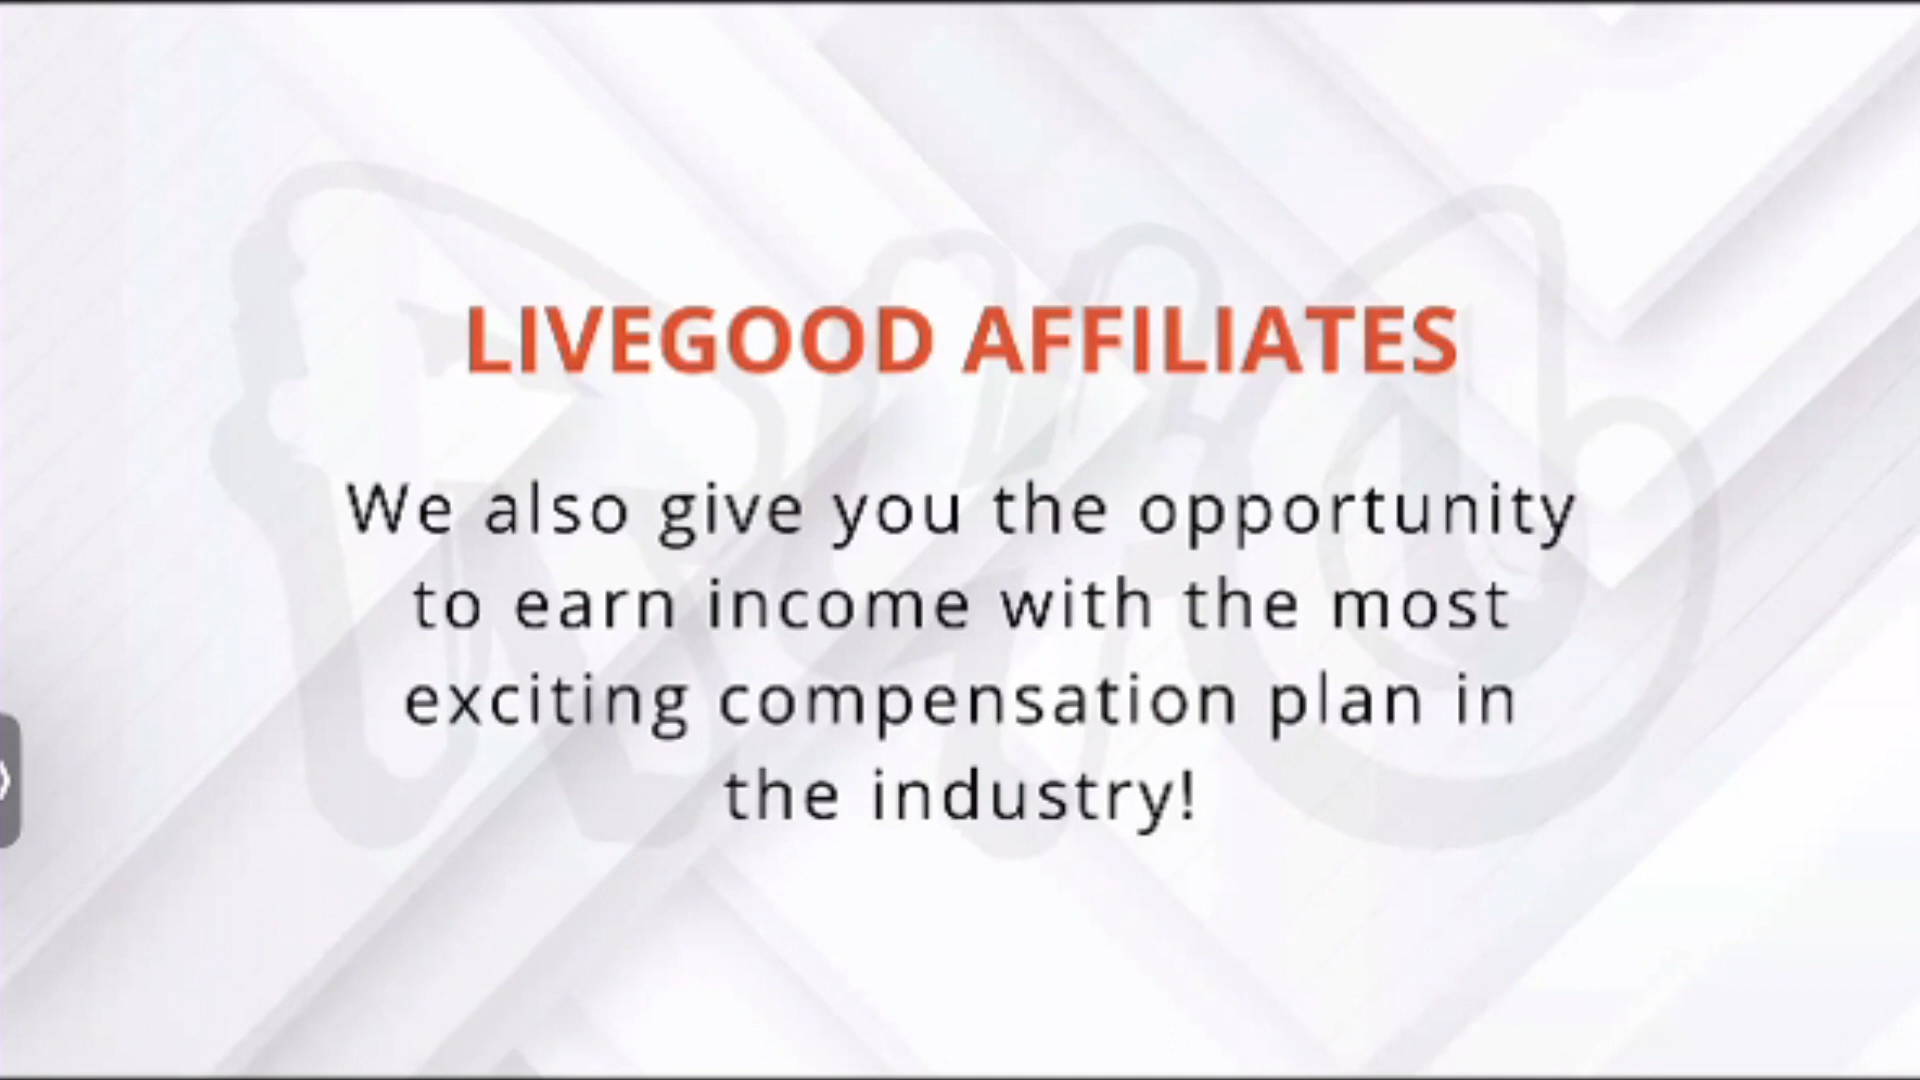 LIVEGOOD AFFILIATES
We also give you the opportunity
to earn income with the most
exciting compensation plan in
the industry!